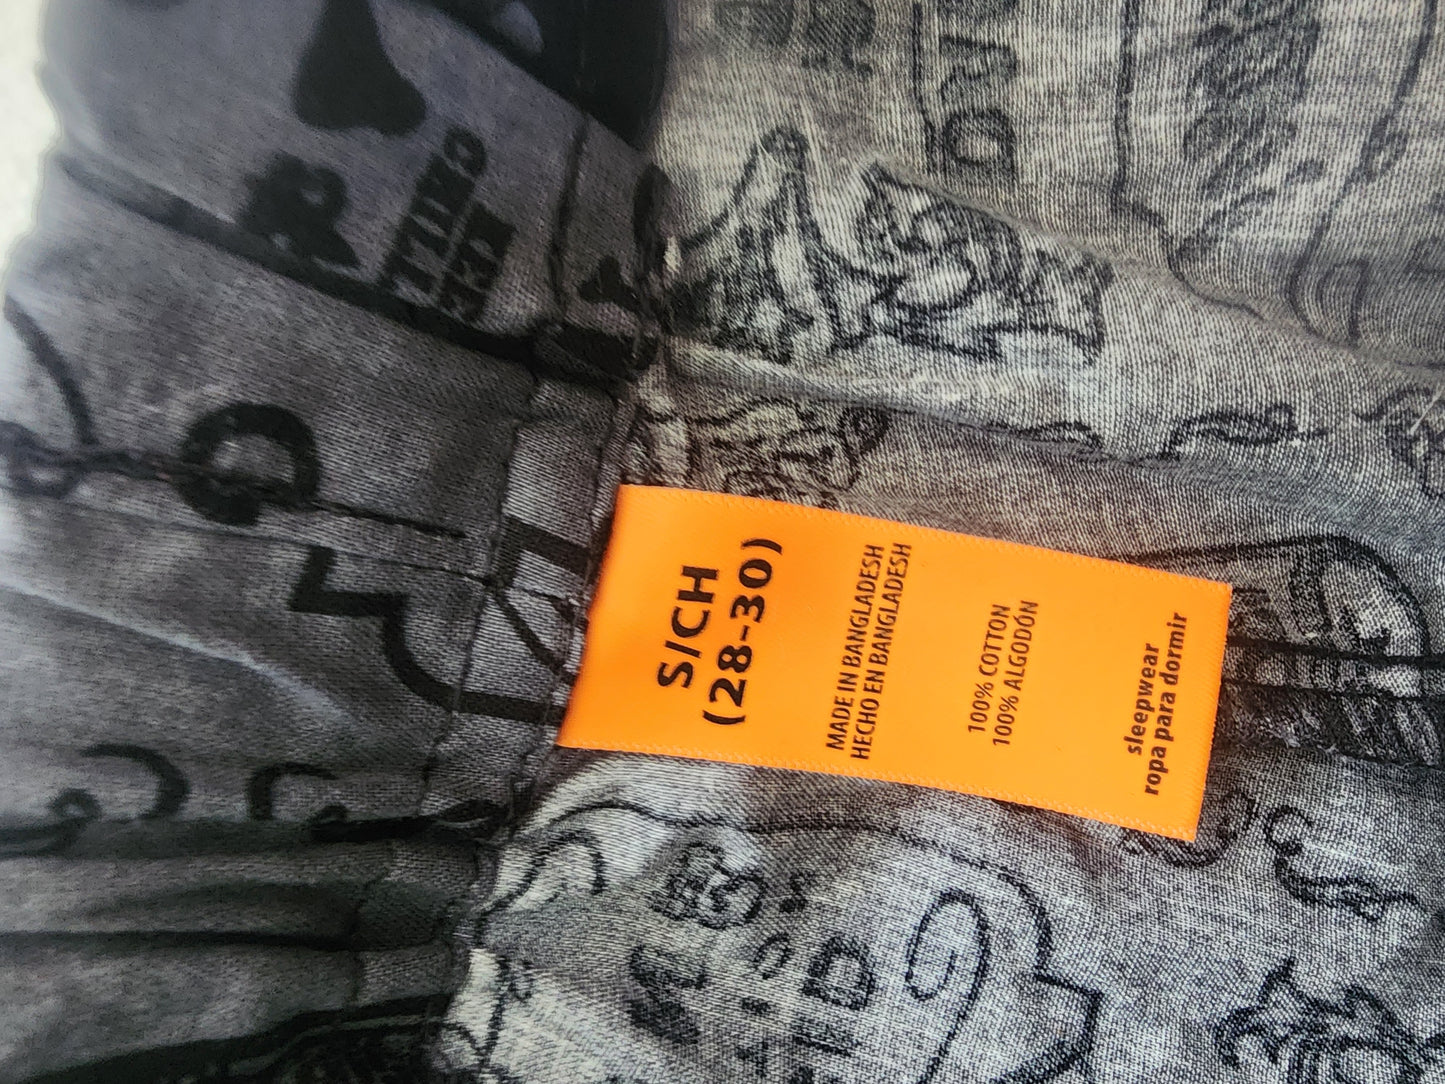 S/CH
(28-30)
MADE IN BANGLADESH
HECHO EN BANGLADESH
100% COTTON
100% ALGODÓN
sleepwear
ropa para dormir